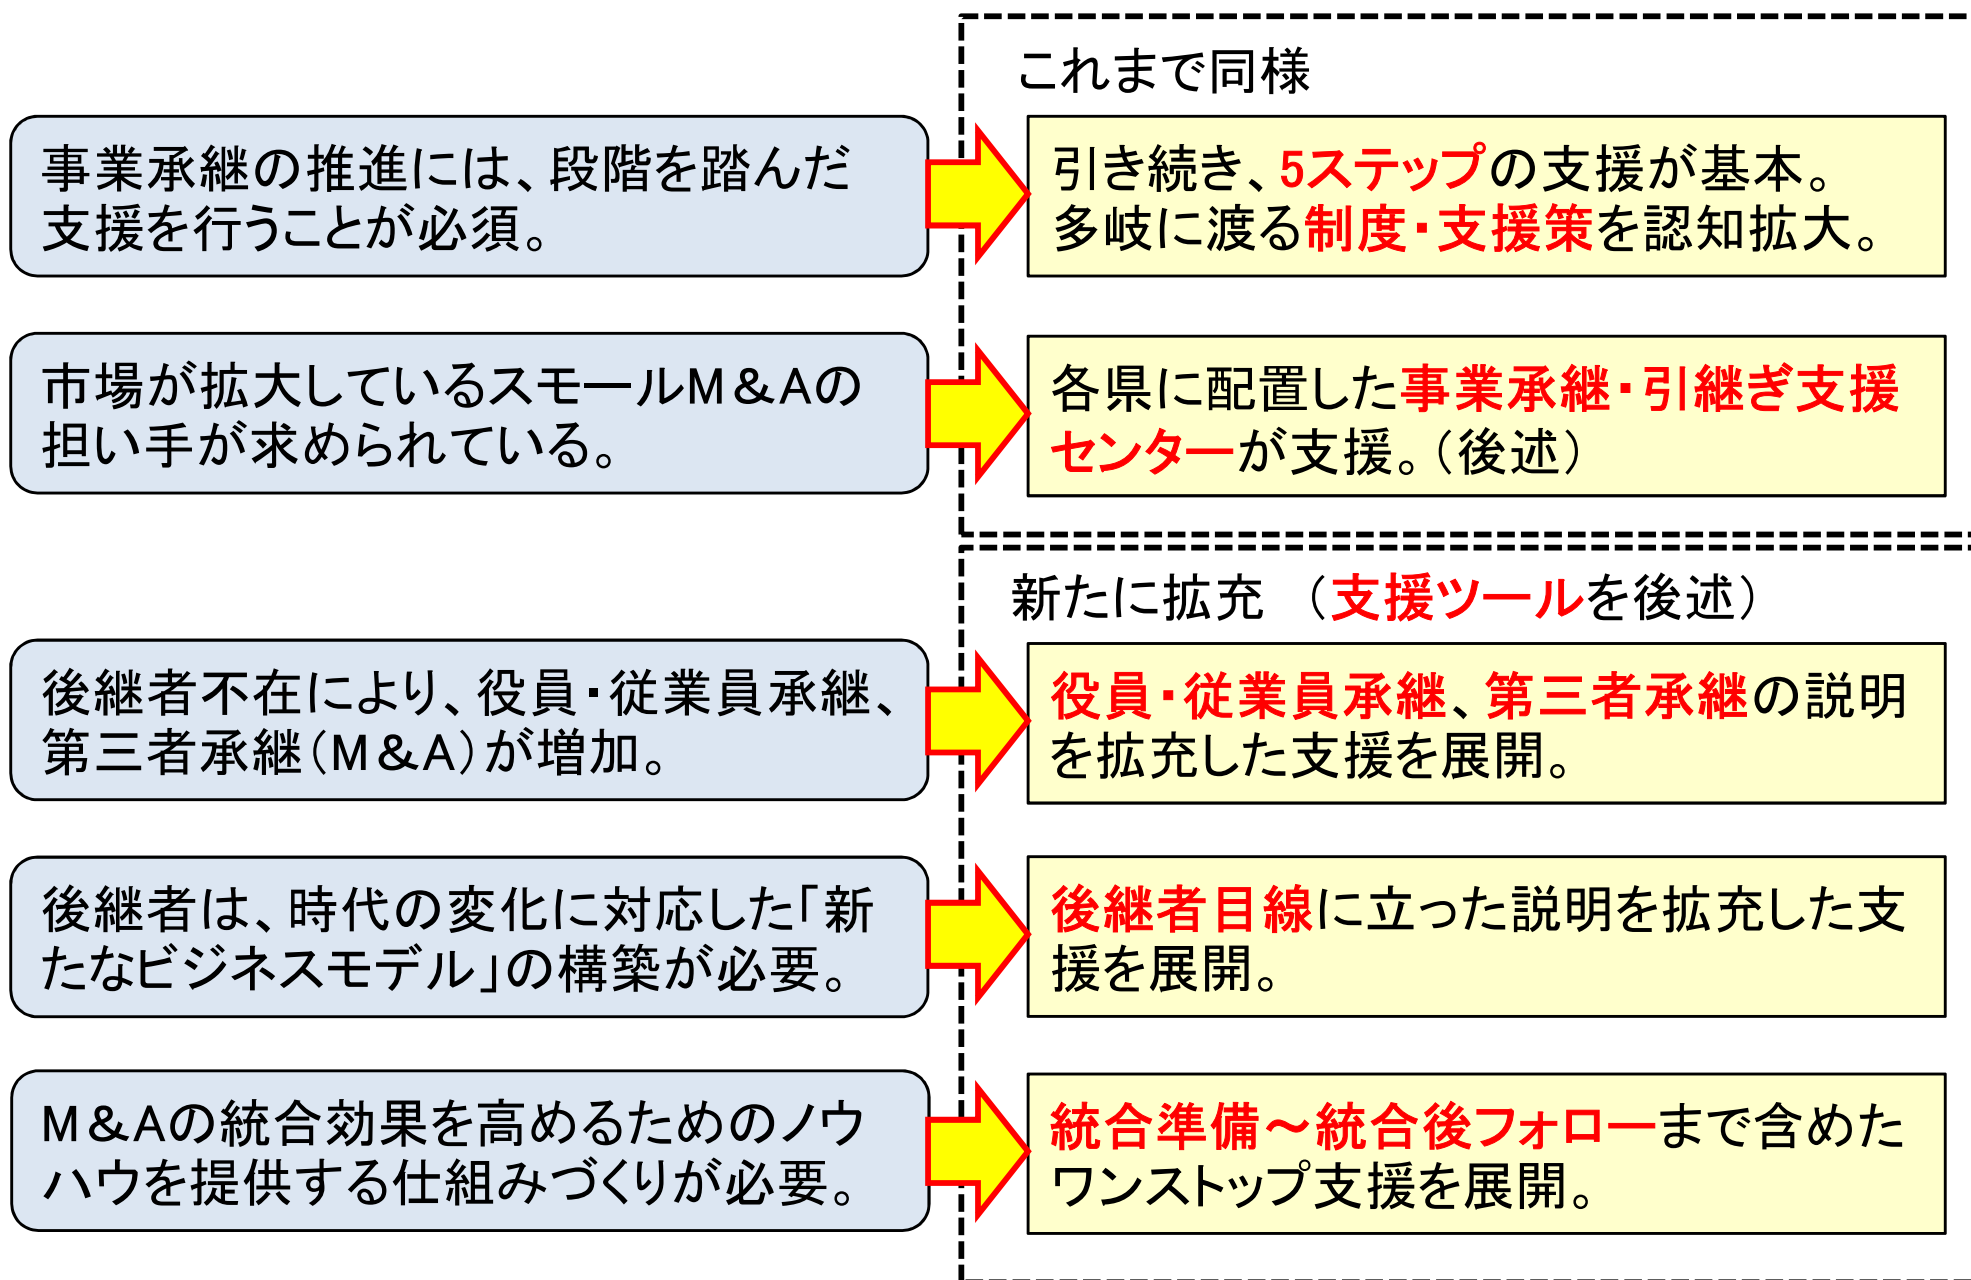 これまで同様
事業承継の推進には、段階を踏んだ
支援を行うことが必須。
引き続き、5ステップの支援が基本。
多岐に渡る制度・支援策を認知拡大。
市場が拡大しているスモールM&Aの
担い手が求められている。
各県に配置した事業承継・引継ぎ支援
センターが支援。(後述)
新たに拡充 (支援ツールを後述)
後継者不在により、役員・従業員承継、
第三者承継(M&A)が増加。
役員・従業員承継、第三者承継の説明
を拡充した支援を展開。
後継者は、時代の変化に対応した「新
たなビジネスモデル」の構築が必要。
後継者目線に立った説明を拡充した支
援を展開。
M&Aの統合効果を高めるためのノウ
ハウを提供する仕組みづくりが必要。
統合準備～統合後フォローまで含めた
ワンストップ支援を展開。